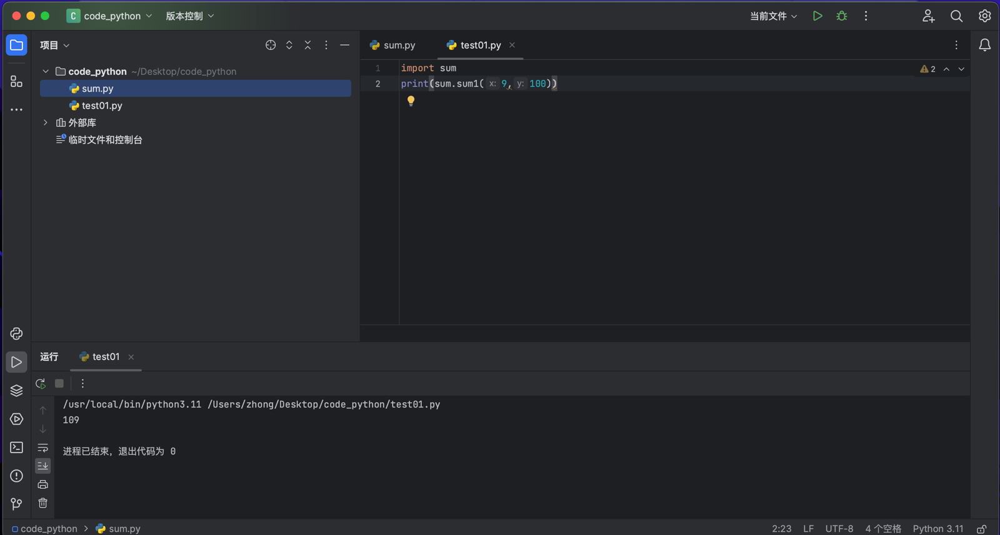 C code_python 版本控制 当前文件
项目
sum.py test01.py
code_python ~/Desktop/code_python
sum.py
test01.py
外部库
临时文件和控制台
1 import sum
2 print(sum.sum1( x: 9, y: 100))
2
运行 test01
/usr/local/bin/python3.11 /Users/zhong/Desktop/code_python/test01.py
109
进程已结束，退出代码为 0
code_python > sum.py 2:23 LF UTF-8 4 个空格 Python 3.11